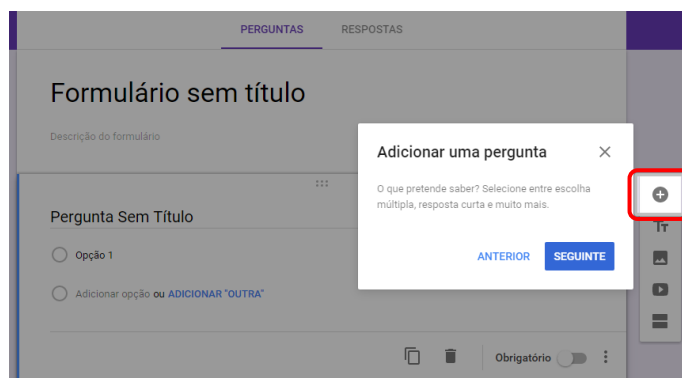 PERGUNTAS RESPOSTAS
Formulário sem título
Descrição do formulário
Adicionar uma pergunta
O que pretende saber? Selecione entre escolha
múltipla, resposta curta e muito mais.
ANTERIOR SEGUINTE
Pergunta Sem Título
Opção 1
Adicionar opção ou ADICIONAR "OUTRA"
Obrigatório
Tт